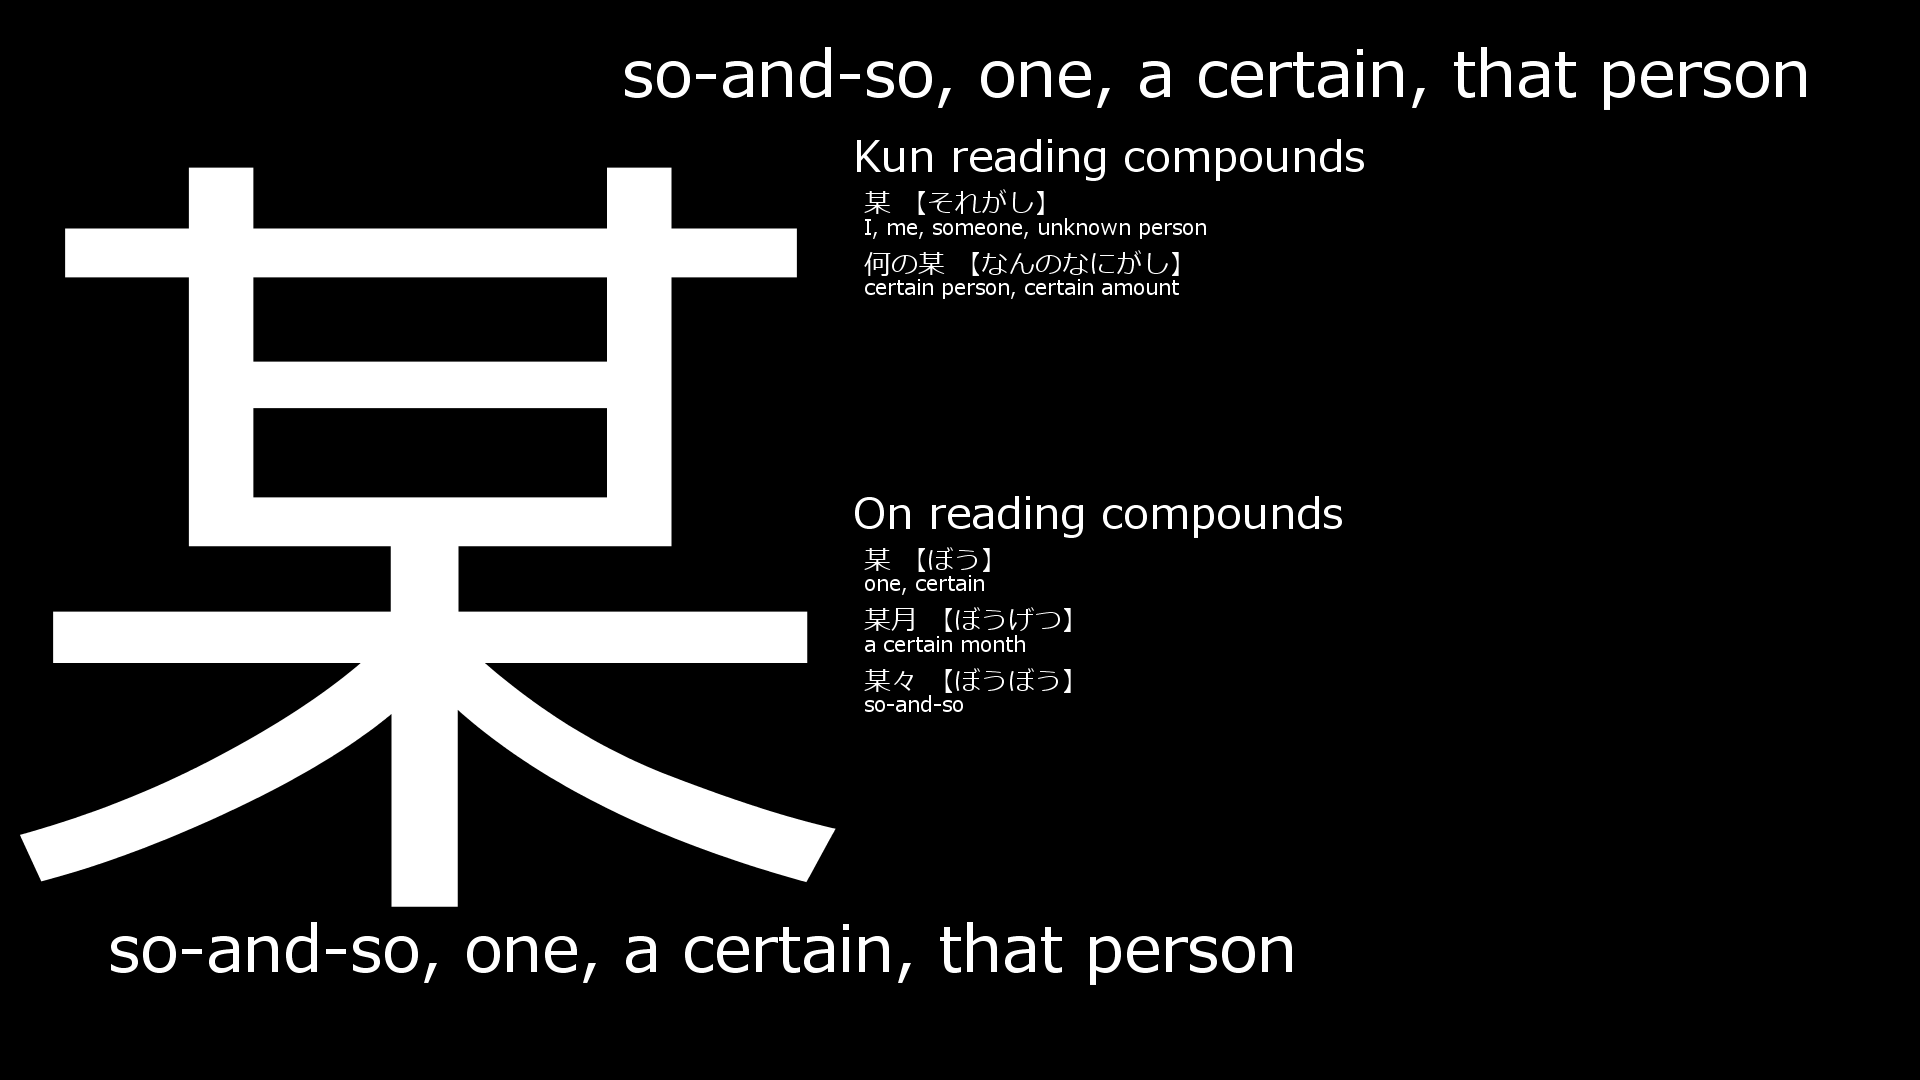 so-and-so, one, a certain, that person
某
Kun reading compounds
某 【それがし】
I, me, someone, unknown person
何の某 【なんのなにがし】
certain person, certain amount
On reading compounds
某 【ぼう】
one, certain
某月 【ぼうげつ】
a certain month
某々 【ぼうぼう】
so-and-so
so-and-so, one, a certain, that person